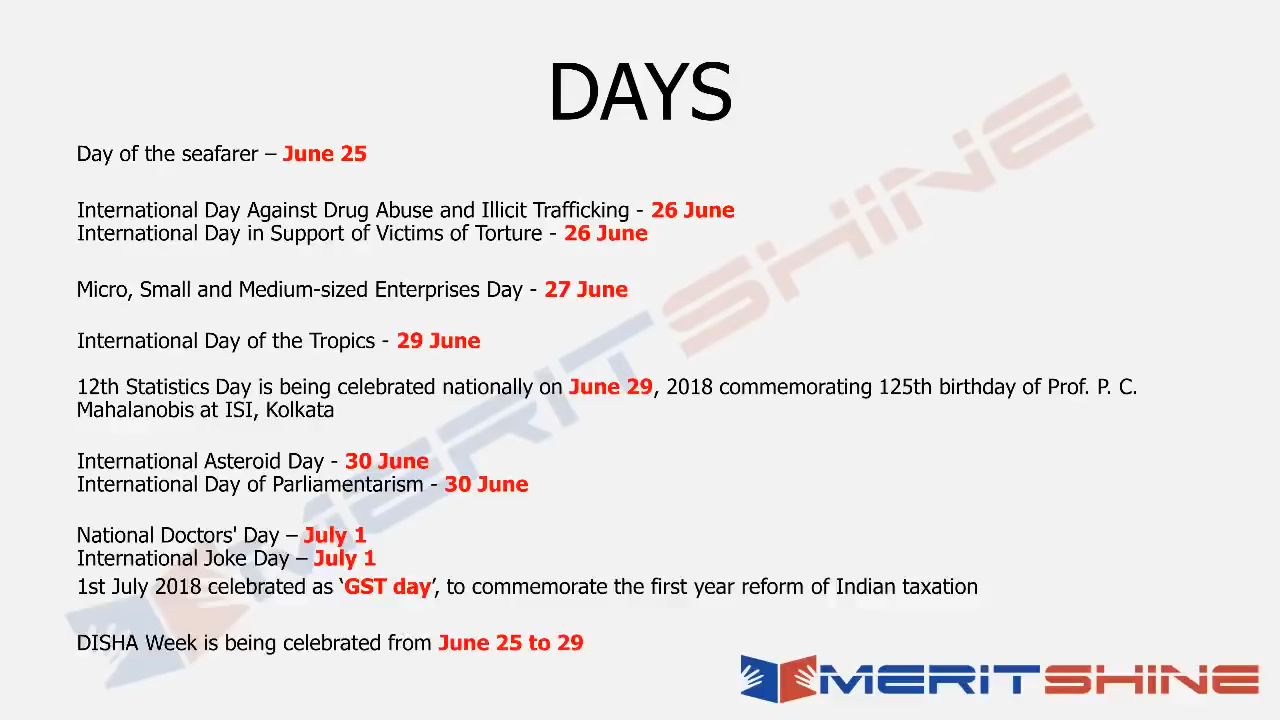 DAYS
Day of the seafarer – June 25
International Day Against Drug Abuse and Illicit Trafficking - 26 June
International Day in Support of Victims of Torture - 26 June
Micro, Small and Medium-sized Enterprises Day - 27 June
International Day of the Tropics - 29 June
12th Statistics Day is being celebrated nationally on June 29, 2018 commemorating 125th birthday of Prof. P. C.
Mahalanobis at ISI, Kolkata
International Asteroid Day - 30 June
International Day of Parliamentarism - 30 June
National Doctors' Day – July 1
International Joke Day – July 1
1st July 2018 celebrated as ‘GST day’, to commemorate the first year reform of Indian taxation
DISHA Week is being celebrated from June 25 to 29
MERITSHINE
MERITSHINE